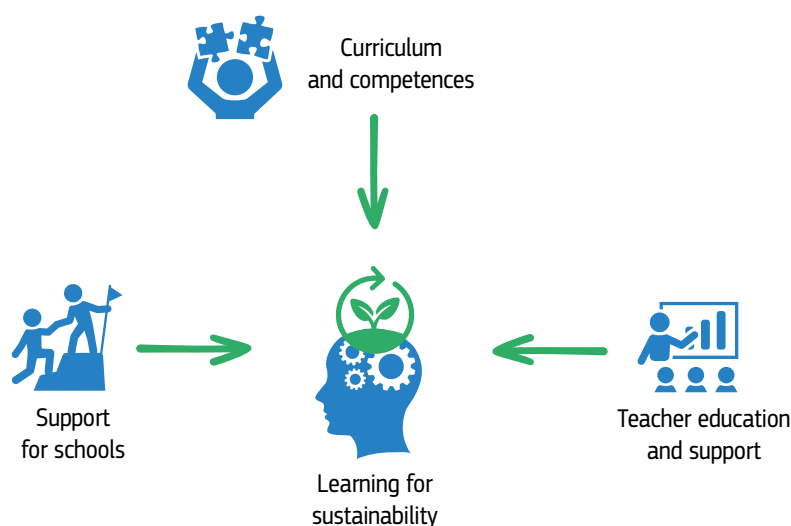 Curriculum
and competences
Support
for schools
Teacher education
and support
Learning for
sustainability